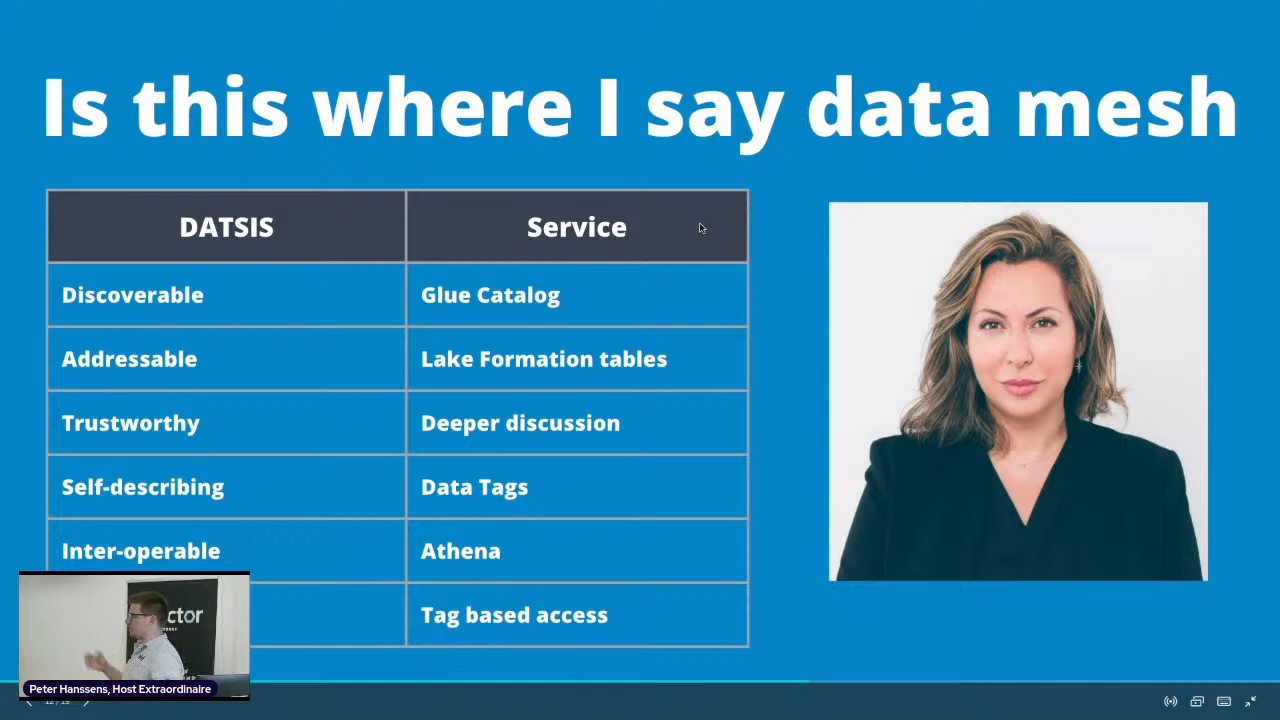 Is this where I say data mesh
DATSIS Service
Discoverable Glue Catalog
Addressable Lake Formation tables
Trustworthy Deeper discussion
Self-describing Data Tags
Inter-operable Athena
Tag based access
ctor
Peter Hanssens, Host Extraordinaire